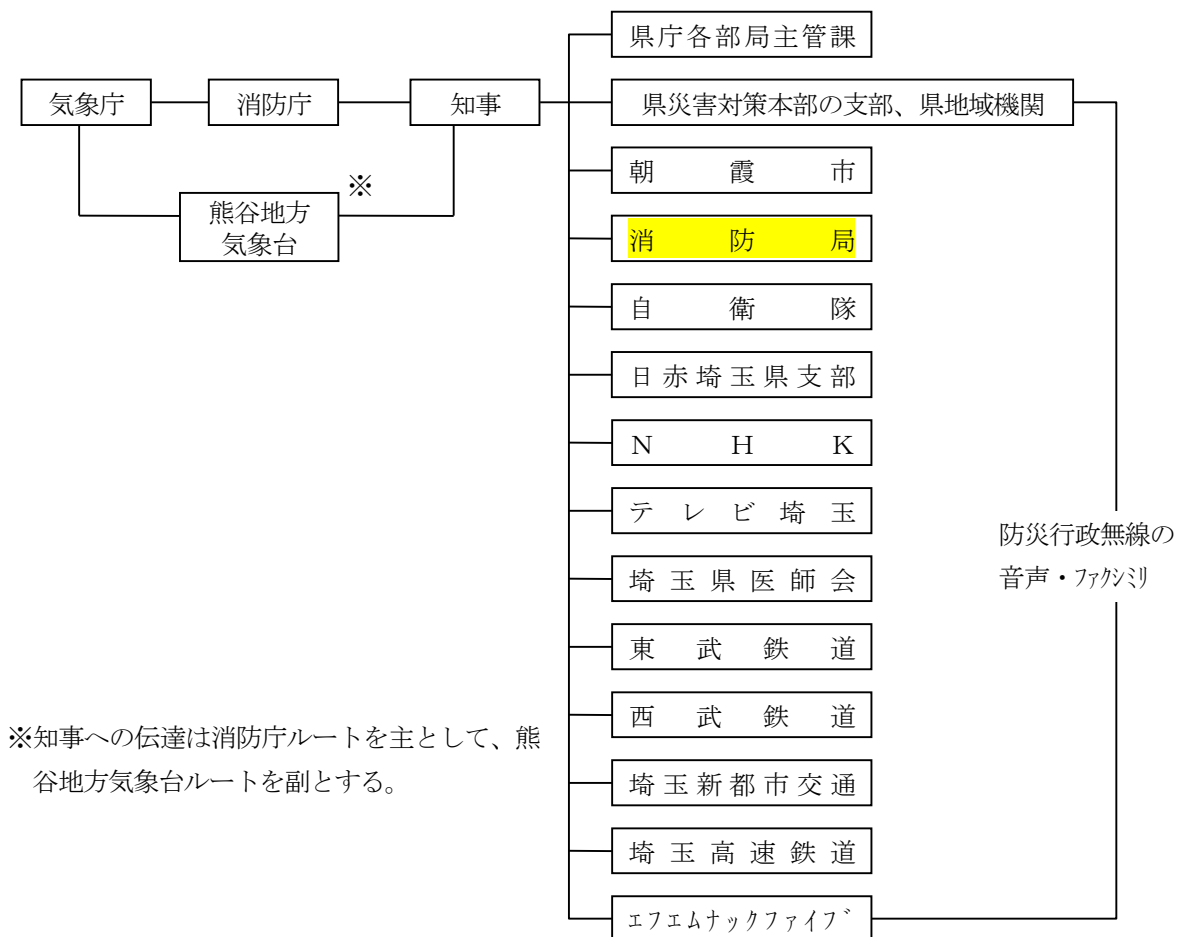 県庁各部局主管課
気象庁
消防庁
知事
県災害対策本部の支部、県地域機関
朝霞市
※
熊谷地方
気象台
消防局
自衛隊
日赤埼玉県支部
ＮＨＫ
テレビ埼玉
防災行政無線の
音声・ﾌｧｸｼﾐﾘ
埼玉県医師会
東武鉄道
西武鉄道
※知事への伝達は消防庁ルートを主として、熊
谷地方気象台ルートを副とする。
埼玉新都市交通
埼玉高速鉄道
ｴﾌｴﾑﾅｯｸﾌｧｲﾌﾞ